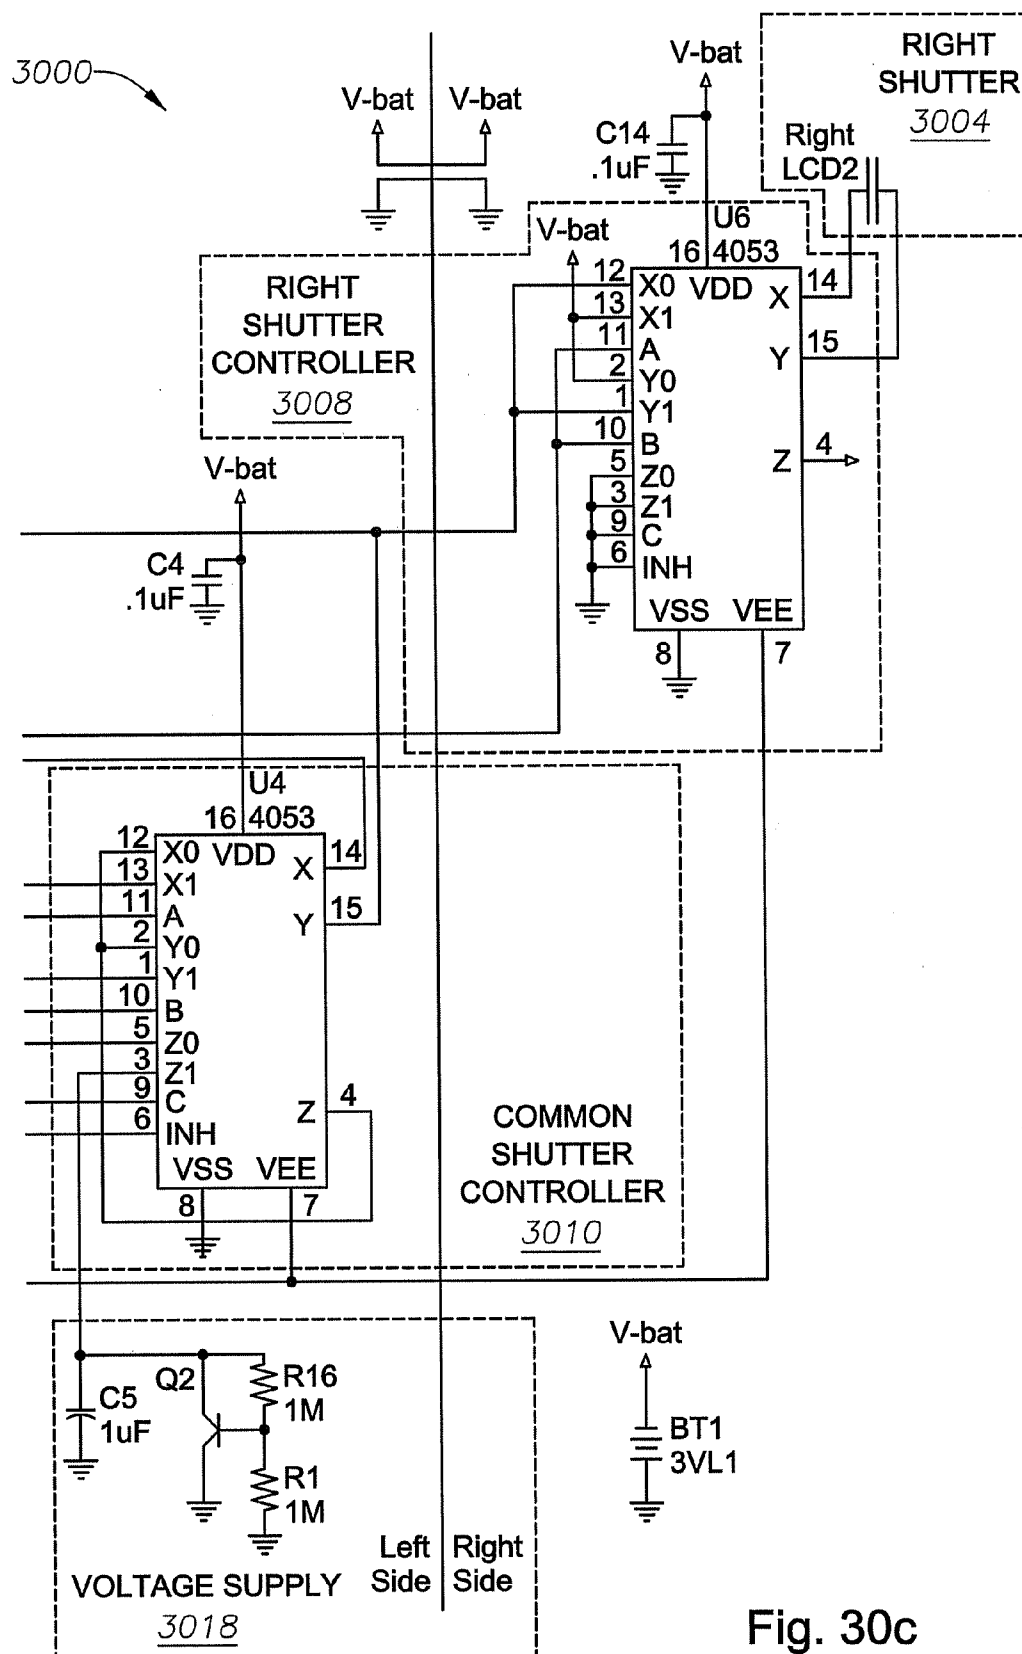 3000
V-bat
V-bat
V-bat
RIGHT
SHUTTER
3004
C14
.1uF
Right
LCD2
RIGHT
SHUTTER
CONTROLLER
3008
V-bat
U6
16
4053
12
X0
VDD
X
14
13
X1
11
A
2
Y0
Y
15
1
Y1
10
B
5
Z0
Z
4
3
Z1
9
C
6
INH
VSS
VEE
8
7
V-bat
C4
.1uF
U4
16
4053
12
X0
VDD
X
14
13
X1
11
A
Y
15
2
Y0
1
Y1
10
B
5
Z0
3
Z1
9
C
Z
4
6
INH
VSS
VEE
8
7
COMMON
SHUTTER
CONTROLLER
3010
C5
1uF
Q2
R16
1M
R1
1M
V-bat
BT1
3VL1
Left
Side
Right
Side
VOLTAGE SUPPLY
3018
Fig. 30c